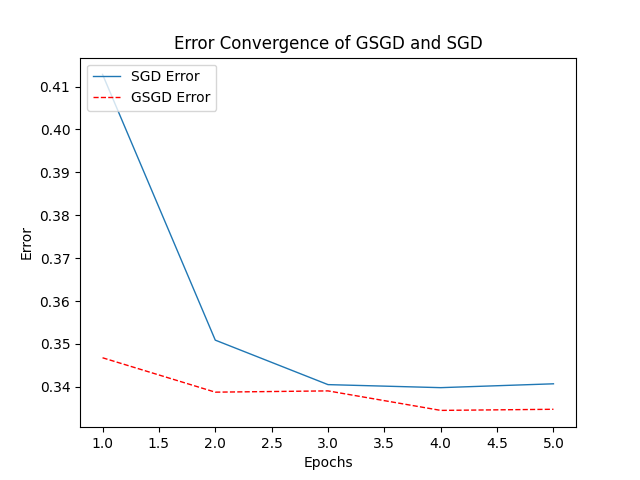 Error Convergence of GSGD and SGD
SGD Error
GSGD Error
0.41
0.40
0.39
0.38
0.37
0.36
0.35
0.34
Error
1.0 1.5 2.0 2.5 3.0 3.5 4.0 4.5 5.0
Epochs